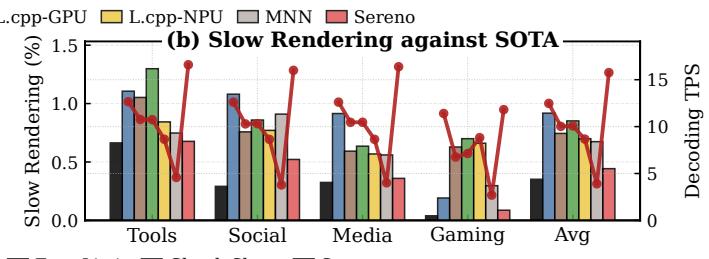 L.cpp-GPU L.cpp-NPU MNN Sereno
(b) Slow Rendering against SOTA
Slow Rendering (%)
1.5
1.0
0.5
0.0
15
10
5
0
Decoding TPS
Tools Social Media Gaming Avg